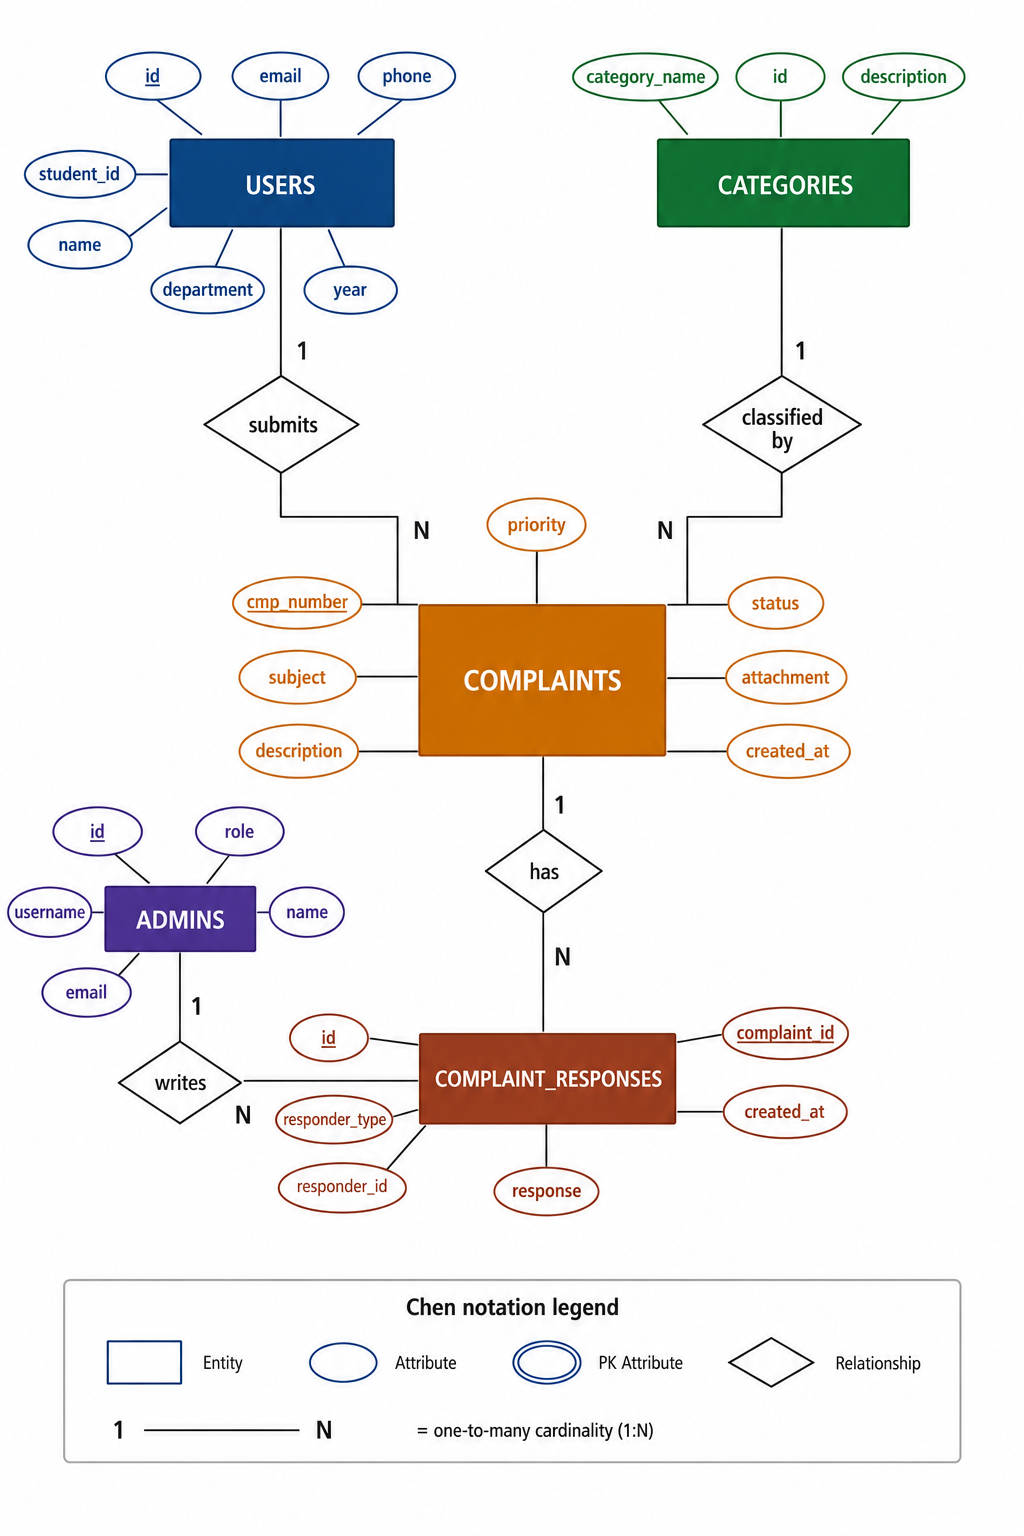 id
email
phone
category_name
id
description
student_id
USERS
CATEGORIES
name
department
year
1
1
submits
classified
by
N
priority
N
cmp_number
status
subject
COMPLAINTS
attachment
description
created_at
1
id
role
has
username
ADMINS
name
N
email
1
id
complaint_id
writes
COMPLAINT_RESPONSES
N
responder_type
created_at
responder_id
response
Chen notation legend
Entity
Attribute
PK Attribute
Relationship
1
N
= one-to-many cardinality (1:N)